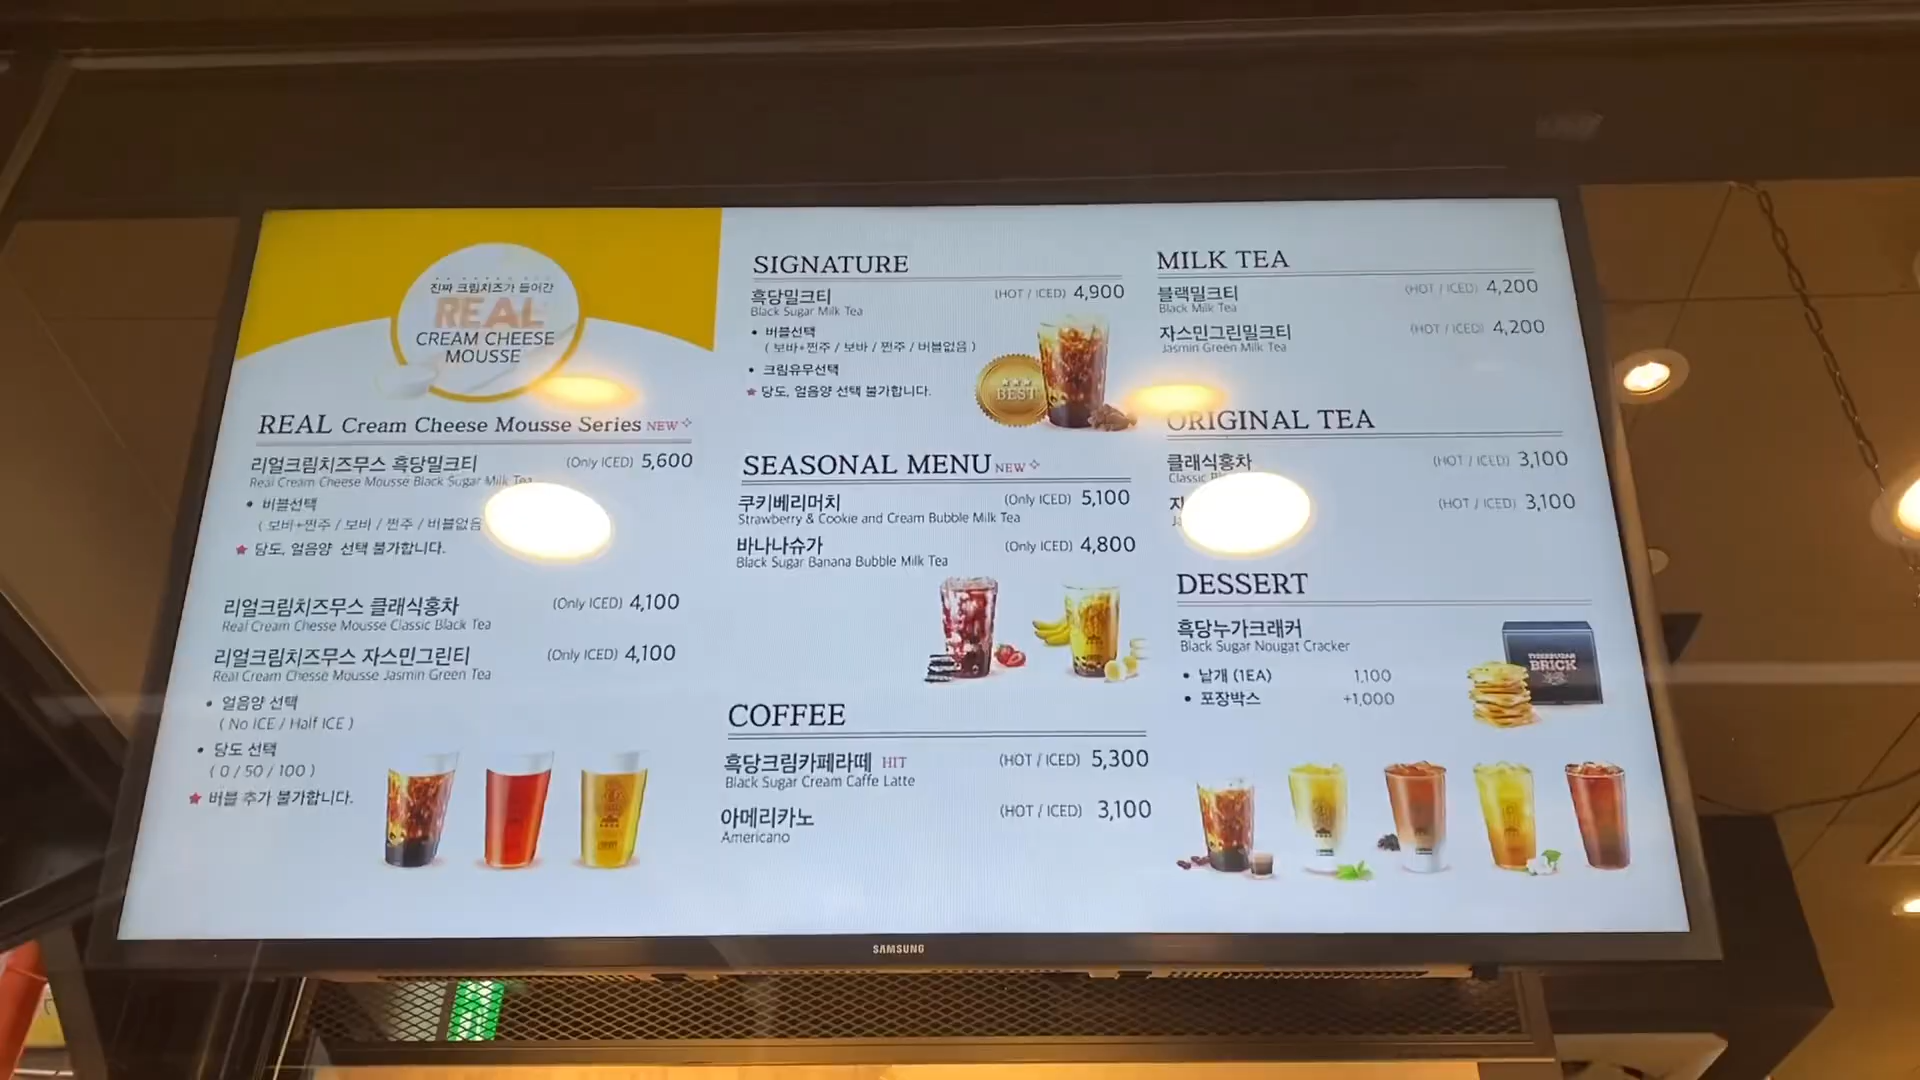 진짜 크림치즈가 들어간
REAL
CREAM CHEESE
MOUSSE
REAL Cream Cheese Mousse Series NEW
리얼크림치즈무스 흑당밀크티 (Only ICED) 5,600
Real Cream Cheese Mousse Black Sugar Milk Tea
• 버블선택
( 보바+쩐주 / 보바 / 쩐주 / 버블없음
★ 당도, 얼음양 선택 불가합니다.
리얼크림치즈무스 클래식홍차 (Only ICED) 4,100
Real Cream Chesse Mousse Classic Black Tea
리얼크림치즈무스 자스민그린티 (Only ICED) 4,100
Real Cream Chesse Mousse Jasmin Green Tea
• 얼음양 선택
( No ICE / Half ICE )
• 당도 선택
( 0 / 50 / 100 )
★ 버블 추가 불가합니다.
SIGNATURE
흑당밀크티 (HOT / ICED) 4,900
Black Sugar Milk Tea
• 버블선택
( 보바+쩐주 / 보바 / 쩐주 / 버블없음 )
• 크림유무선택
★ 당도, 얼음양 선택 불가합니다.
BEST
SEASONAL MENU NEW
쿠키베리머치 (Only ICED) 5,100
Strawberry & Cookie and Cream Bubble Milk Tea
바나나슈가 (Only ICED) 4,800
Black Sugar Banana Bubble Milk Tea
COFFEE
흑당크림카페라떼 HIT (HOT / ICED) 5,300
Black Sugar Cream Caffe Latte
아메리카노 (HOT / ICED) 3,100
Americano
MILK TEA
블랙밀크티 (HOT / ICED) 4,200
Black Milk Tea
자스민그린밀크티 (HOT / ICED) 4,200
Jasmin Green Milk Tea
ORIGINAL TEA
클래식홍차 (HOT / ICED) 3,100
Classic
(HOT / ICED) 3,100
DESSERT
흑당누가크래커
Black Sugar Nougat Cracker
• 낱개 (1EA) 1,100
• 포장박스 +1,000
TIGERSUGAR
BRICK
SAMSUNG